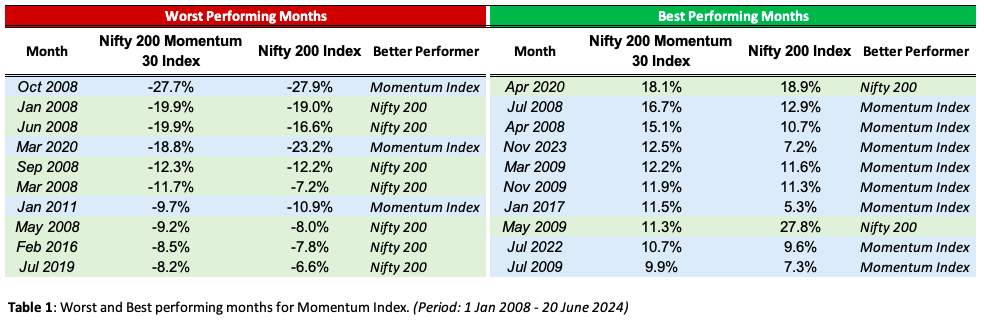 Worst Performing Months Best Performing Months
Month Nifty 200 Momentum 30 Index Nifty 200 Index Better Performer Month Nifty 200 Momentum 30 Index Nifty 200 Index Better Performer
Oct 2008 -27.7% -27.9% Momentum Index Apr 2020 18.1% 18.9% Nifty 200
Jan 2008 -19.9% -19.0% Nifty 200 Jul 2008 16.7% 12.9% Momentum Index
Jun 2008 -19.9% -16.6% Nifty 200 Apr 2008 15.1% 10.7% Momentum Index
Mar 2020 -18.8% -23.2% Momentum Index Nov 2023 12.5% 7.2% Momentum Index
Sep 2008 -12.3% -12.2% Nifty 200 Mar 2009 12.2% 11.6% Momentum Index
Mar 2008 -11.7% -7.2% Nifty 200 Nov 2009 11.9% 11.3% Momentum Index
Jan 2011 -9.7% -10.9% Momentum Index Jan 2017 11.5% 5.3% Momentum Index
May 2008 -9.2% -8.0% Nifty 200 May 2009 11.3% 27.8% Nifty 200
Feb 2016 -8.5% -7.8% Nifty 200 Jul 2022 10.7% 9.6% Momentum Index
Jul 2019 -8.2% -6.6% Nifty 200 Jul 2009 9.9% 7.3% Momentum Index
Table 1: Worst and Best performing months for Momentum Index. (Period: 1 Jan 2008 - 20 June 2024)